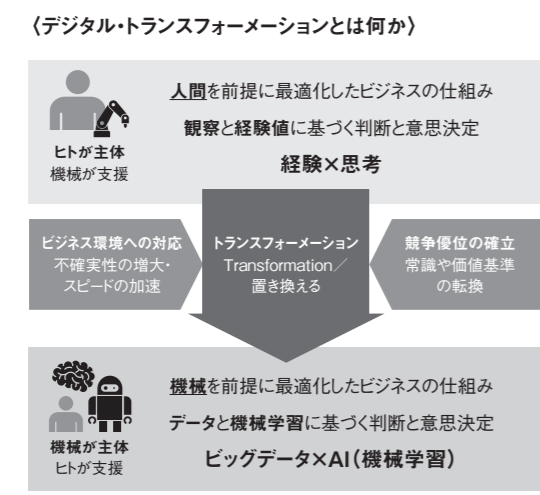 〈デジタル・トランスフォーメーションとは何か〉
人間を前提に最適化したビジネスの仕組み
観察と経験値に基づく判断と意思決定
経験×思考
ヒトが主体
機械が支援
ビジネス環境への対応
不確実性の増大・
スピードの加速
トランスフォーメーション
Transformation／
置き換える
競争優位の確立
常識や価値基準
の転換
機械を前提に最適化したビジネスの仕組み
データと機械学習に基づく判断と意思決定
ビッグデータ×AI(機械学習)
機械が主体
ヒトが支援